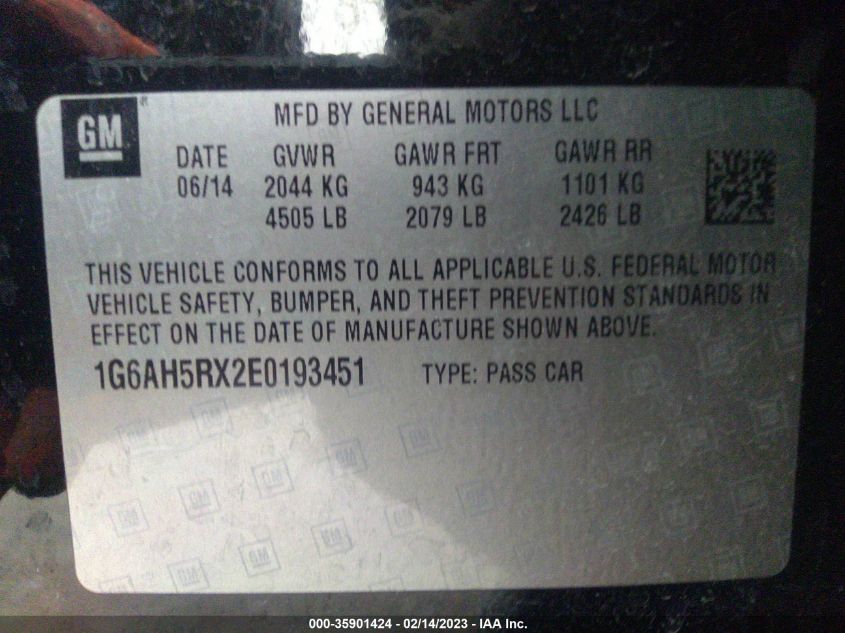 GM®
MFD BY GENERAL MOTORS LLC
DATE GVWR GAWR FRT GAWR RR
06/14 2044 KG 943 KG 1101 KG
4505 LB 2079 LB 2426 LB
THIS VEHICLE CONFORMS TO ALL APPLICABLE U.S. FEDERAL MOTOR
VEHICLE SAFETY, BUMPER, AND THEFT PREVENTION STANDARDS IN
EFFECT ON THE DATE OF MANUFACTURE SHOWN ABOVE.
1G6AH5RX2E0193451 TYPE: PASS CAR
000-35901424 - 02/14/2023 - IAA Inc.